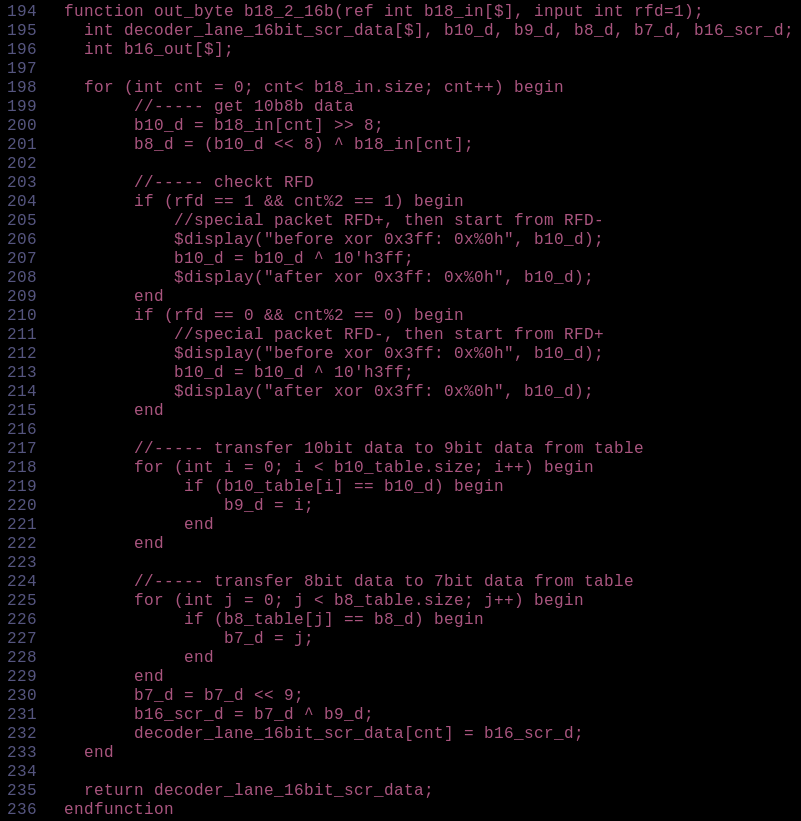 194 function out_byte b18_2_16b(ref int b18_in[$], input int rfd=1);
195 int decoder_lane_16bit_scr_data[$], b10_d, b9_d, b8_d, b7_d, b16_scr_d;
196 int b16_out[$];
197
198 for (int cnt = 0; cnt< b18_in.size; cnt++) begin
199 //----- get 10b8b data
200 b10_d = b18_in[cnt] >> 8;
201 b8_d = (b10_d << 8) ^ b18_in[cnt];
202
203 //----- checkt RFD
204 if (rfd == 1 && cnt%2 == 1) begin
205 //special packet RFD+, then start from RFD-
206 $display("before xor 0x3ff: 0x%0h", b10_d);
207 b10_d = b10_d ^ 10'h3ff;
208 $display("after xor 0x3ff: 0x%0h", b10_d);
209 end
210 if (rfd == 0 && cnt%2 == 0) begin
211 //special packet RFD-, then start from RFD+
212 $display("before xor 0x3ff: 0x%0h", b10_d);
213 b10_d = b10_d ^ 10'h3ff;
214 $display("after xor 0x3ff: 0x%0h", b10_d);
215 end
216
217 //----- transfer 10bit data to 9bit data from table
218 for (int i = 0; i < b10_table.size; i++) begin
219 if (b10_table[i] == b10_d) begin
220 b9_d = i;
221 end
222 end
223
224 //----- transfer 8bit data to 7bit data from table
225 for (int j = 0; j < b8_table.size; j++) begin
226 if (b8_table[j] == b8_d) begin
227 b7_d = j;
228 end
229 end
230 b7_d = b7_d << 9;
231 b16_scr_d = b7_d ^ b9_d;
232 decoder_lane_16bit_scr_data[cnt] = b16_scr_d;
233 end
234
235 return decoder_lane_16bit_scr_data;
236 endfunction